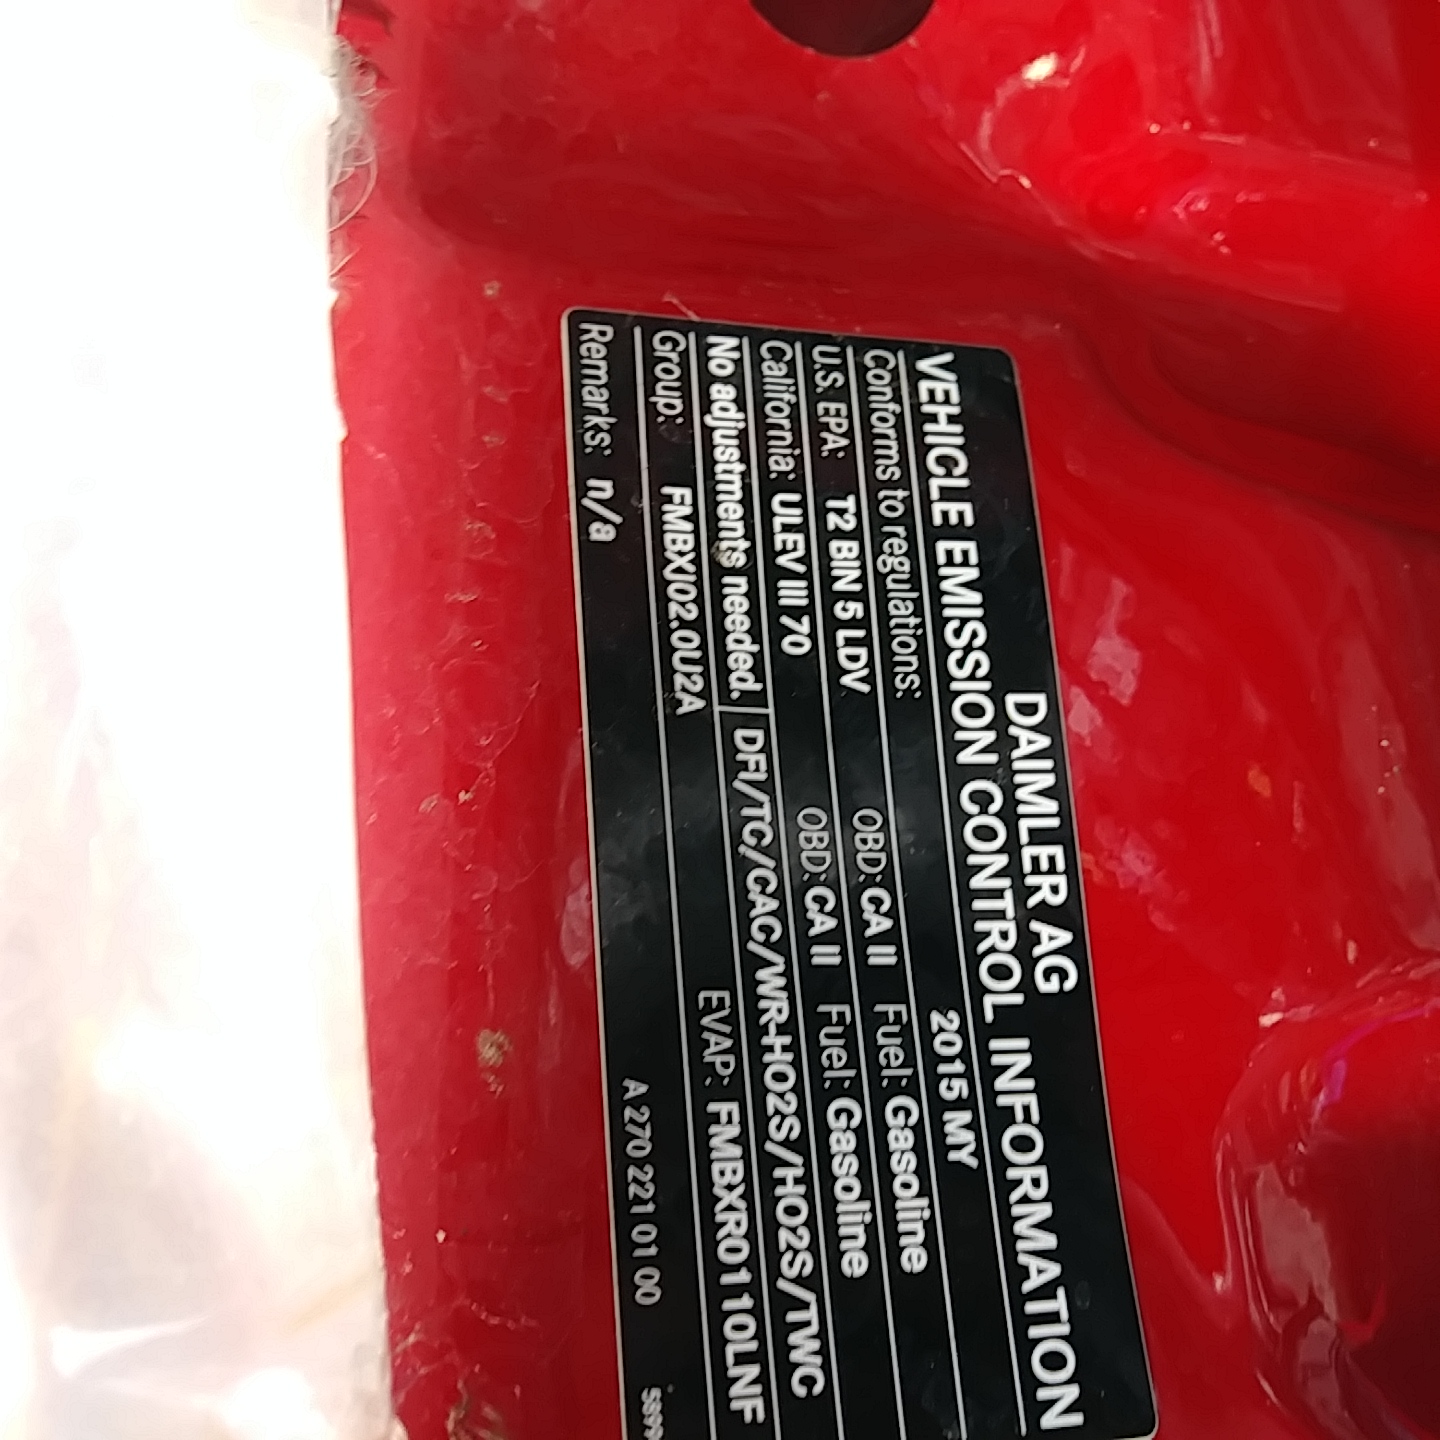 DAIMLER AG
VEHICLE EMISSION CONTROL INFORMATION
Conforms to regulations: 2015 MY
U.S. EPA: T2 BIN 5 LDV OBD: CA II Fuel: Gasoline
California: ULEV III 70 OBD: CA II Fuel: Gasoline
No adjustments needed. DFI/TC/CAC/WR-HO2S/HO2S/TWC
Group: FMBXJ02.0U2A EVAP: FMBXR0110LNF
Remarks: n/a A 270 221 01 00